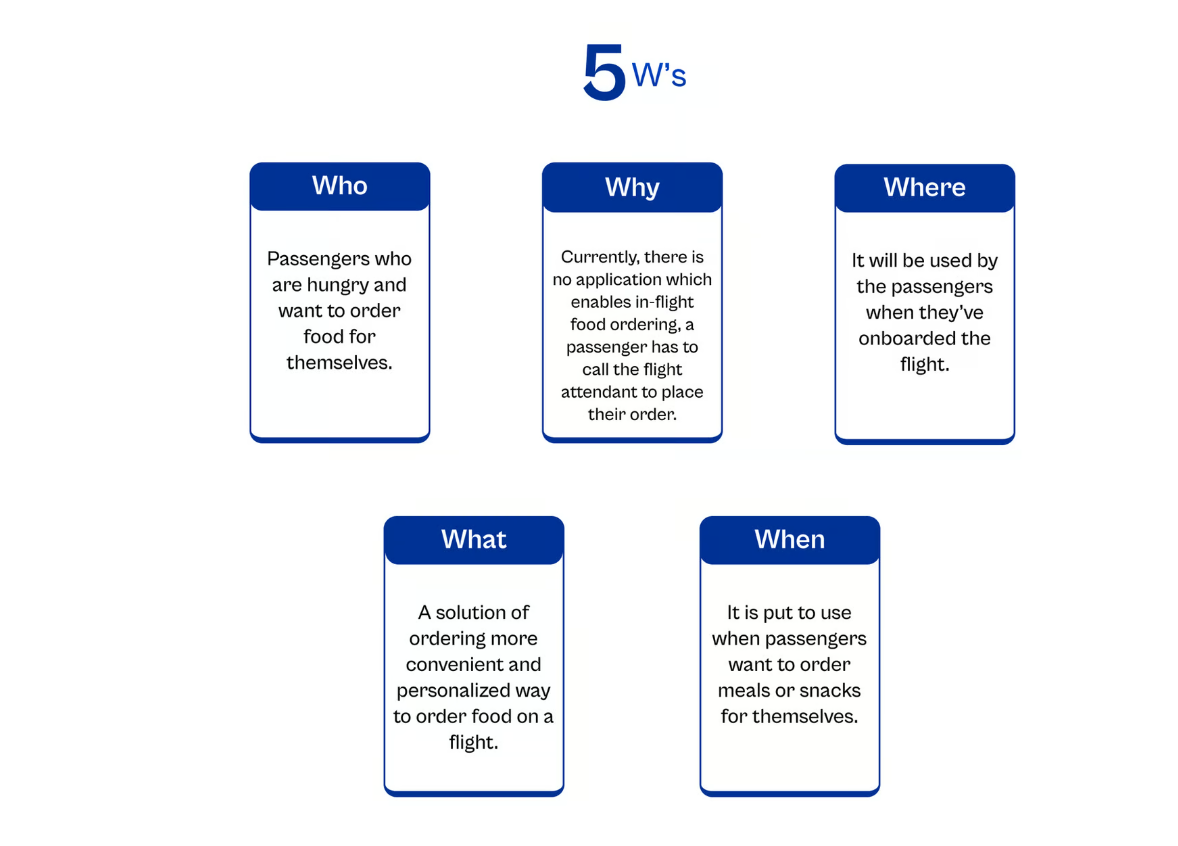 5 W's
Who
Passengers who
are hungry and
want to order
food for
themselves.
Why
Currently, there is
no application which
enables in-flight
food ordering, a
passenger has to
call the flight
attendant to place
their order.
Where
It will be used by
the passengers
when they've
onboarded the
flight.
What
A solution of
ordering more
convenient and
personalized way
to order food on a
flight.
When
It is put to use
when passengers
want to order
meals or snacks
for themselves.